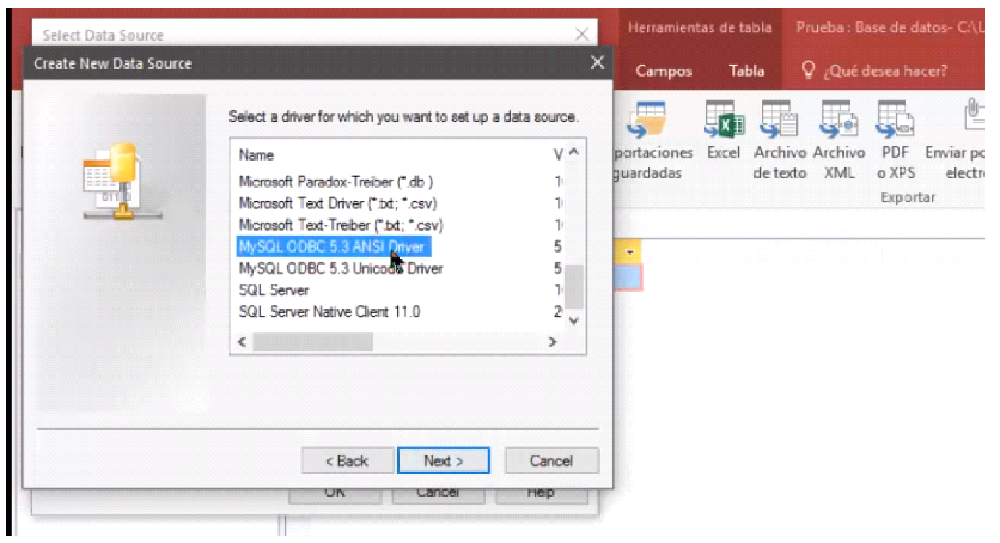 Select Data Source
Herramientas de tabla
Prueba : Base de datos- C:\U
Create New Data Source
Campos
Tabla
¿Qué desea hacer?
Select a driver for which you want to set up a data source.
Name
V
Microsoft Paradox-Treiber (*.db )
1
Microsoft Text Driver (*.txt; *.csv)
1
Microsoft Text-Treiber (*.txt; *.csv)
1
MySQL ODBC 5.3 ANSI Driver
5
MySQL ODBC 5.3 Unicode Driver
5
SQL Server
1
SQL Server Native Client 11.0
2
portaciones
guardadas
Excel
Archivo
de texto
Archivo
XML
PDF
o XPS
Enviar po
electr
Exportar
< Back
Next >
Cancel
OK
Cancel
Help